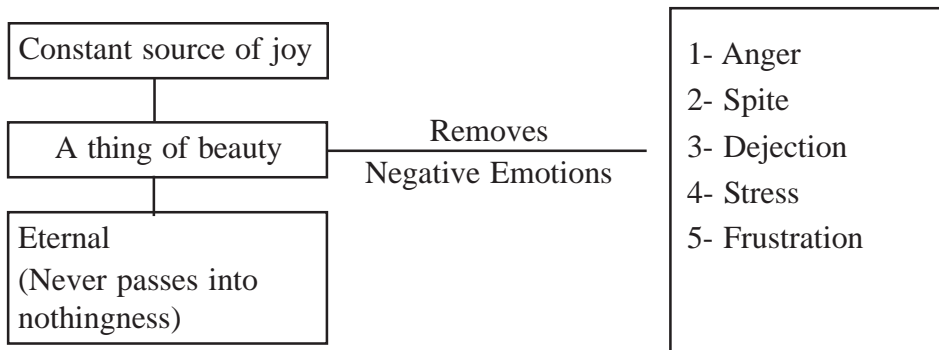 Constant source of joy
A thing of beauty
Eternal
(Never passes into
nothingness)
Removes
Negative Emotions
1- Anger
2- Spite
3- Dejection
4- Stress
5- Frustration